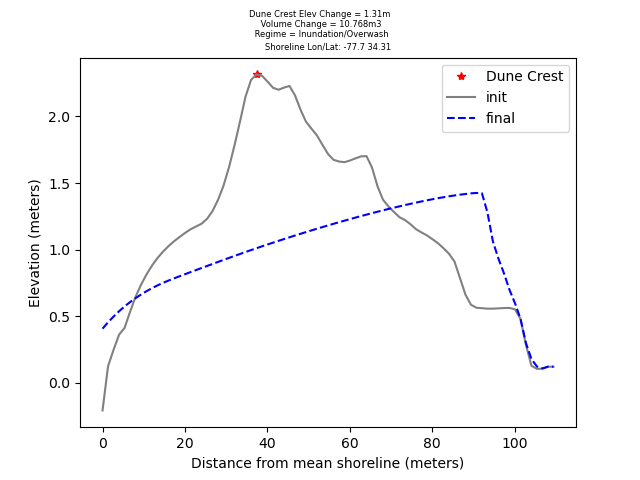 Dune Crest Elev Change = 1.31m
Volume Change = 10.768m3
Regime = Inundation/Overwash
Shoreline Lon/Lat: -77.7 34.31
Dune Crest
init
final
Elevation (meters)
2.0
1.5
1.0
0.5
0.0
0 20 40 60 80 100
Distance from mean shoreline (meters)